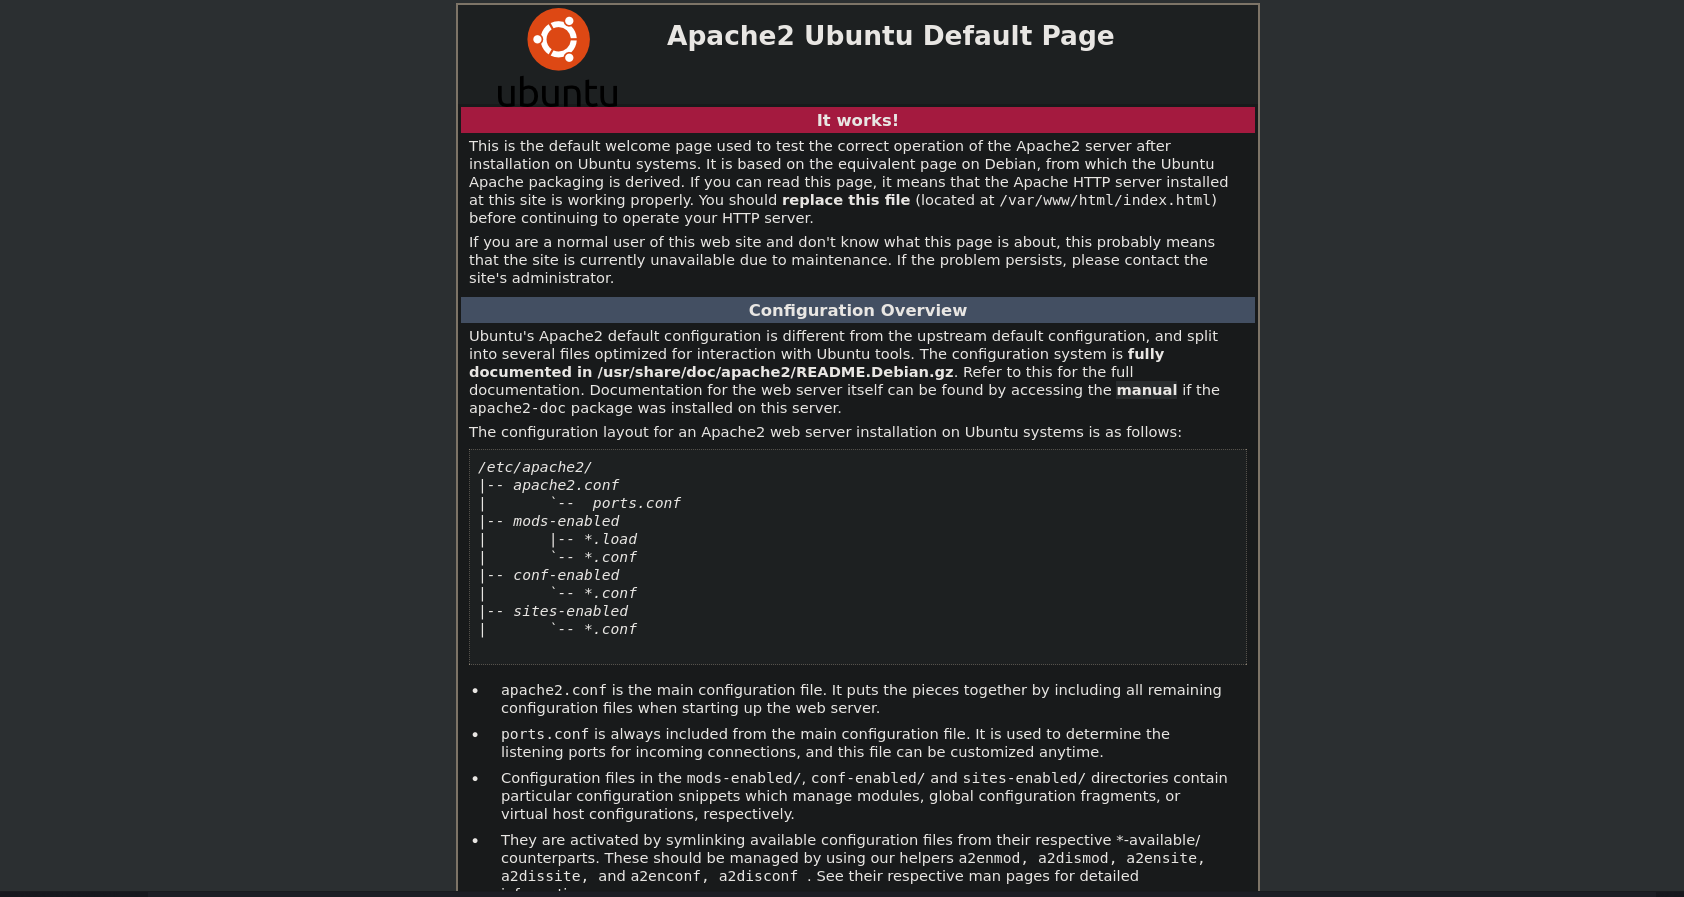 Apache2 Ubuntu Default Page
ubuntu
It works!
This is the default welcome page used to test the correct operation of the Apache2 server after
installation on Ubuntu systems. It is based on the equivalent page on Debian, from which the Ubuntu
Apache packaging is derived. If you can read this page, it means that the Apache HTTP server installed
at this site is working properly. You should replace this file (located at /var/www/html/index.html)
before continuing to operate your HTTP server.
If you are a normal user of this web site and don't know what this page is about, this probably means
that the site is currently unavailable due to maintenance. If the problem persists, please contact the
site's administrator.
Configuration Overview
Ubuntu's Apache2 default configuration is different from the upstream default configuration, and split
into several files optimized for interaction with Ubuntu tools. The configuration system is fully
documented in /usr/share/doc/apache2/README.Debian.gz. Refer to this for the full
documentation. Documentation for the web server itself can be found by accessing the manual if the
apache2-doc package was installed on this server.
The configuration layout for an Apache2 web server installation on Ubuntu systems is as follows:
/etc/apache2/
|-- apache2.conf
|       `--  ports.conf
|-- mods-enabled
|       |-- *.load
|       `-- *.conf
|-- conf-enabled
|       `-- *.conf
|-- sites-enabled
|       `-- *.conf
• apache2.conf is the main configuration file. It puts the pieces together by including all remaining
configuration files when starting up the web server.
• ports.conf is always included from the main configuration file. It is used to determine the
listening ports for incoming connections, and this file can be customized anytime.
• Configuration files in the mods-enabled/, conf-enabled/ and sites-enabled/ directories contain
particular configuration snippets which manage modules, global configuration fragments, or
virtual host configurations, respectively.
• They are activated by symlinking available configuration files from their respective *-available/
counterparts. These should be managed by using our helpers a2enmod, a2dismod, a2ensite,
a2dissite, and a2enconf, a2disconf . See their respective man pages for detailed